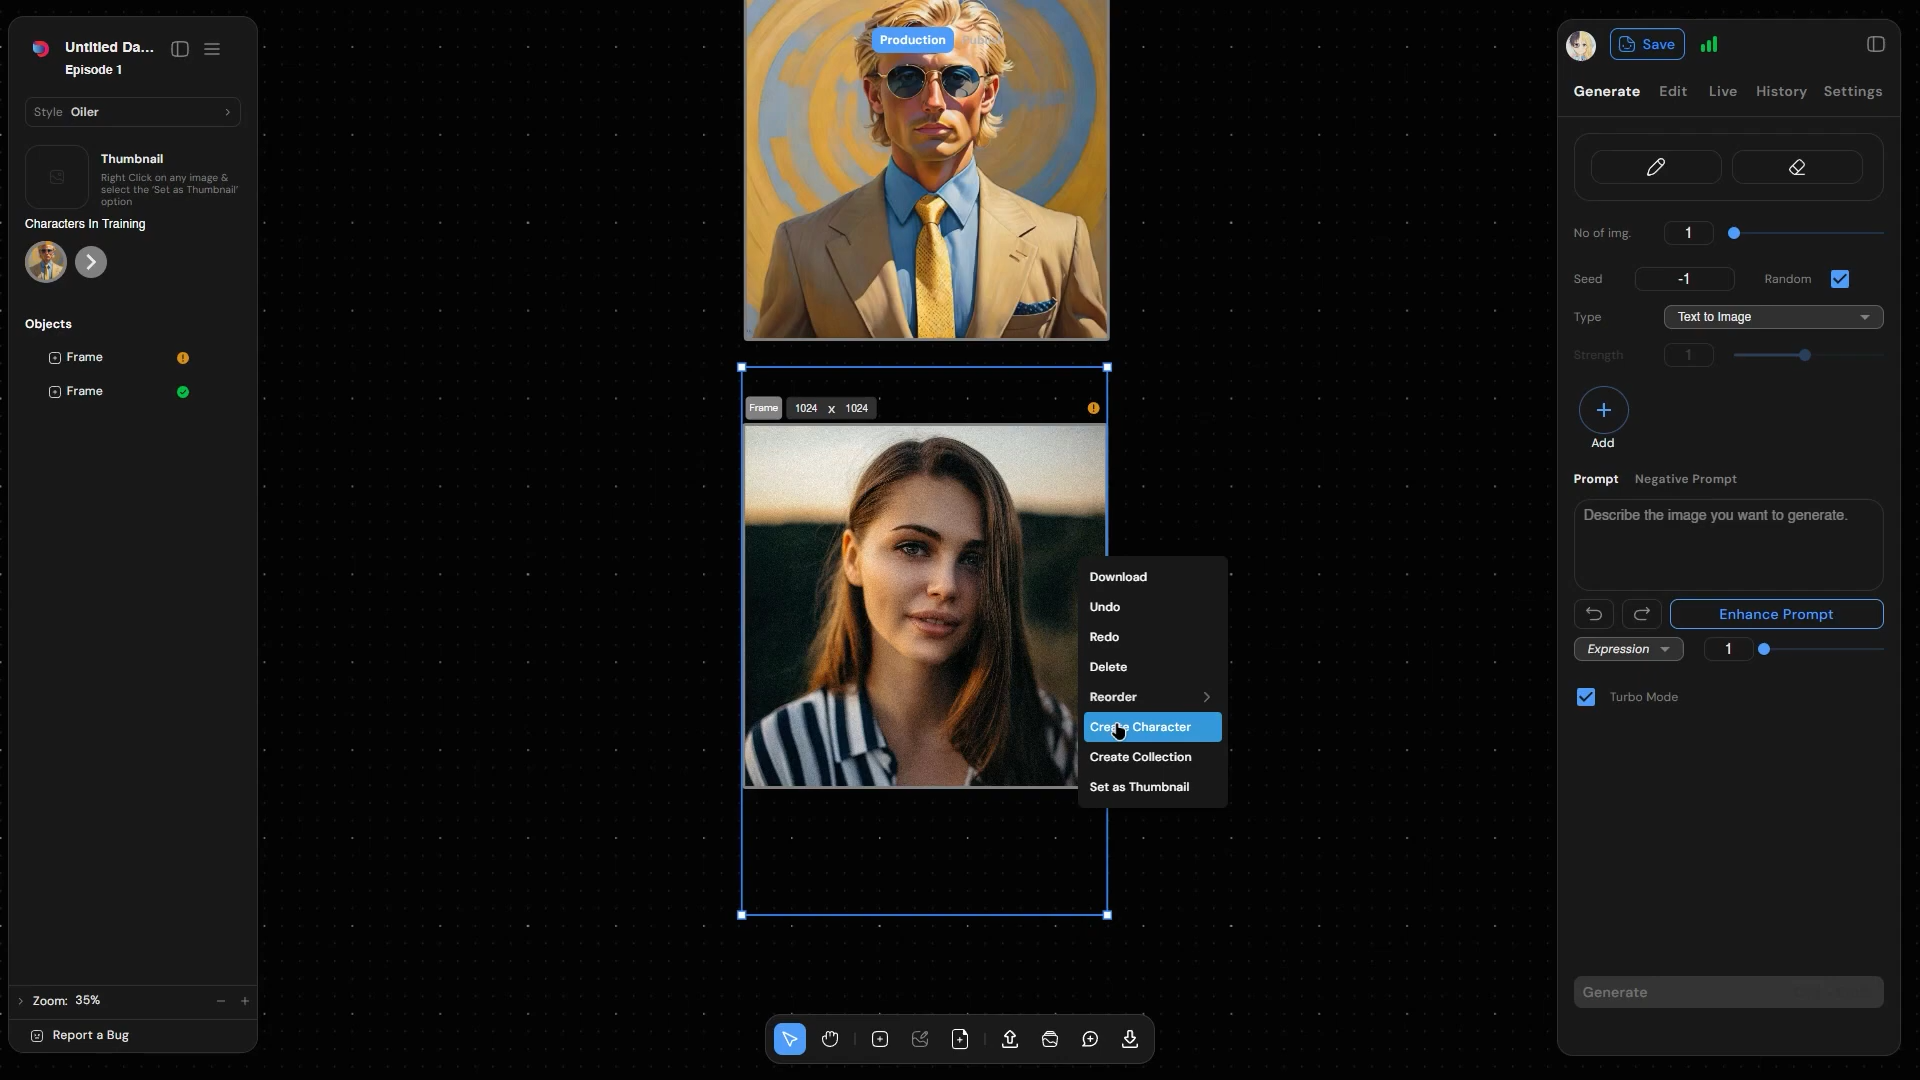 Untitled Da...
Episode 1
Style Oiler
Thumbnail
Right Click on any image &
select the 'Set as Thumbnail'
option
Characters In Training
Objects
Frame
Frame
Zoom: 35%
Report a Bug
Production
Frame
1024 x 1024
Download
Undo
Redo
Delete
Reorder
Create Character
Create Collection
Set as Thumbnail
Save
Generate Edit Live History Settings
No of img. 1
Seed -1 Random
Type Text to Image
Strength 1
Add
Prompt Negative Prompt
Describe the image you want to generate.
Enhance Prompt
Expression 1
Turbo Mode
Generate